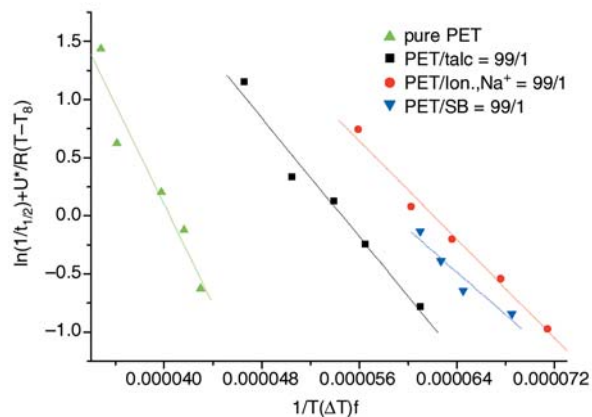 pure PET
PET/talc = 99/1
PET/Ion.,Na⁺ = 99/1
PET/SB = 99/1
ln(1/t₁/₂)+U*/R(T−T₈)
1.5
1.0
0.5
0.0
−0.5
−1.0
0.000040 0.000048 0.000056 0.000064 0.000072
1/T(ΔT)f